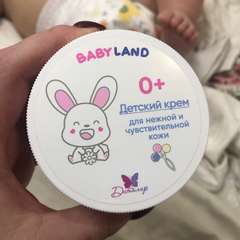 BABYLAND
0+
Детский крем
для нежной и
чувствительной
кожи